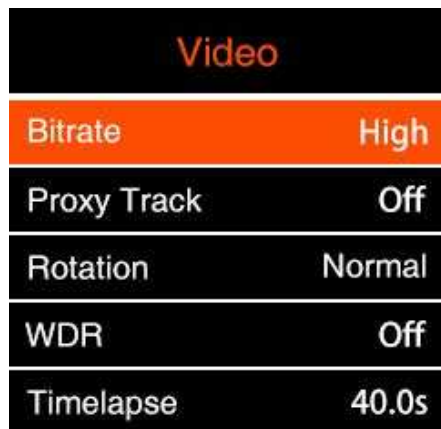 Video
Bitrate High
Proxy Track Off
Rotation Normal
WDR Off
Timelapse 40.0s